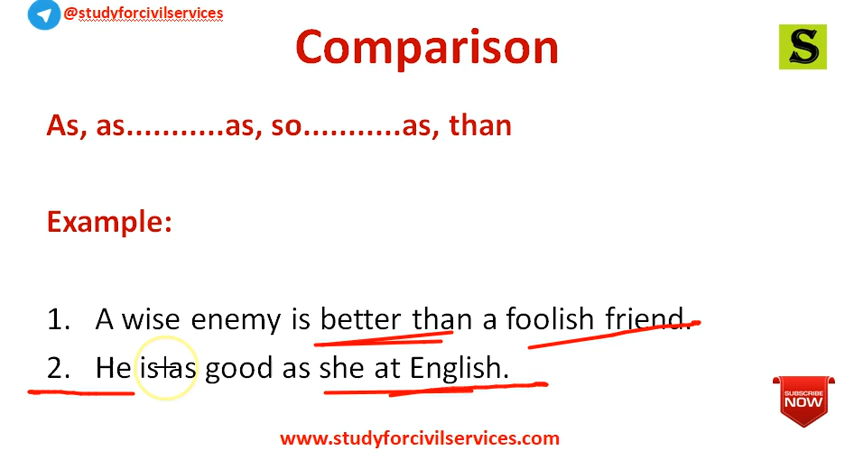 @studyforcivilservices
Comparison
S
As, as...........as, so...........as, than
Example:
1. A wise enemy is better than a foolish friend.
2. He is as good as she at English.
SUBSCRIBE
NOW
www.studyforcivilservices.com